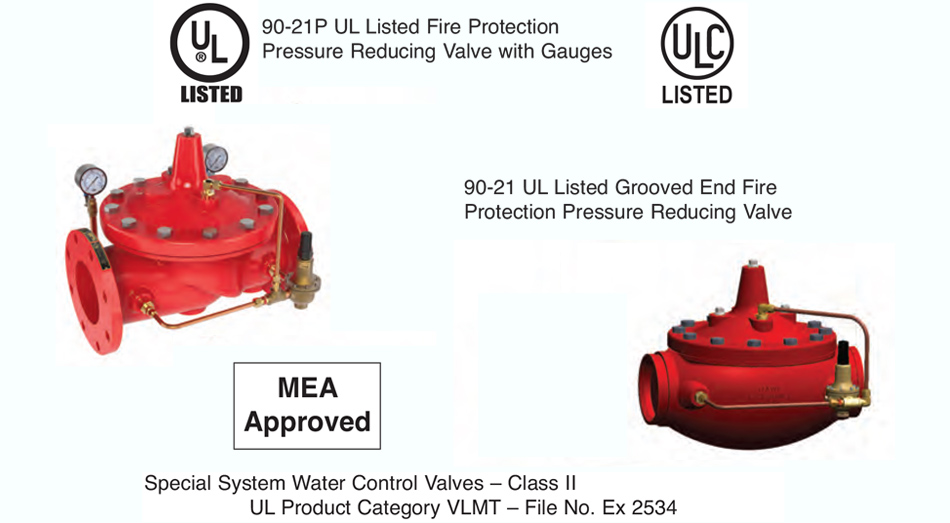 UL
®
LISTED
90-21P UL Listed Fire Protection
Pressure Reducing Valve with Gauges
ULC
LISTED
90-21 UL Listed Grooved End Fire
Protection Pressure Reducing Valve
MEA
Approved
Special System Water Control Valves – Class II
UL Product Category VLMT – File No. Ex 2534